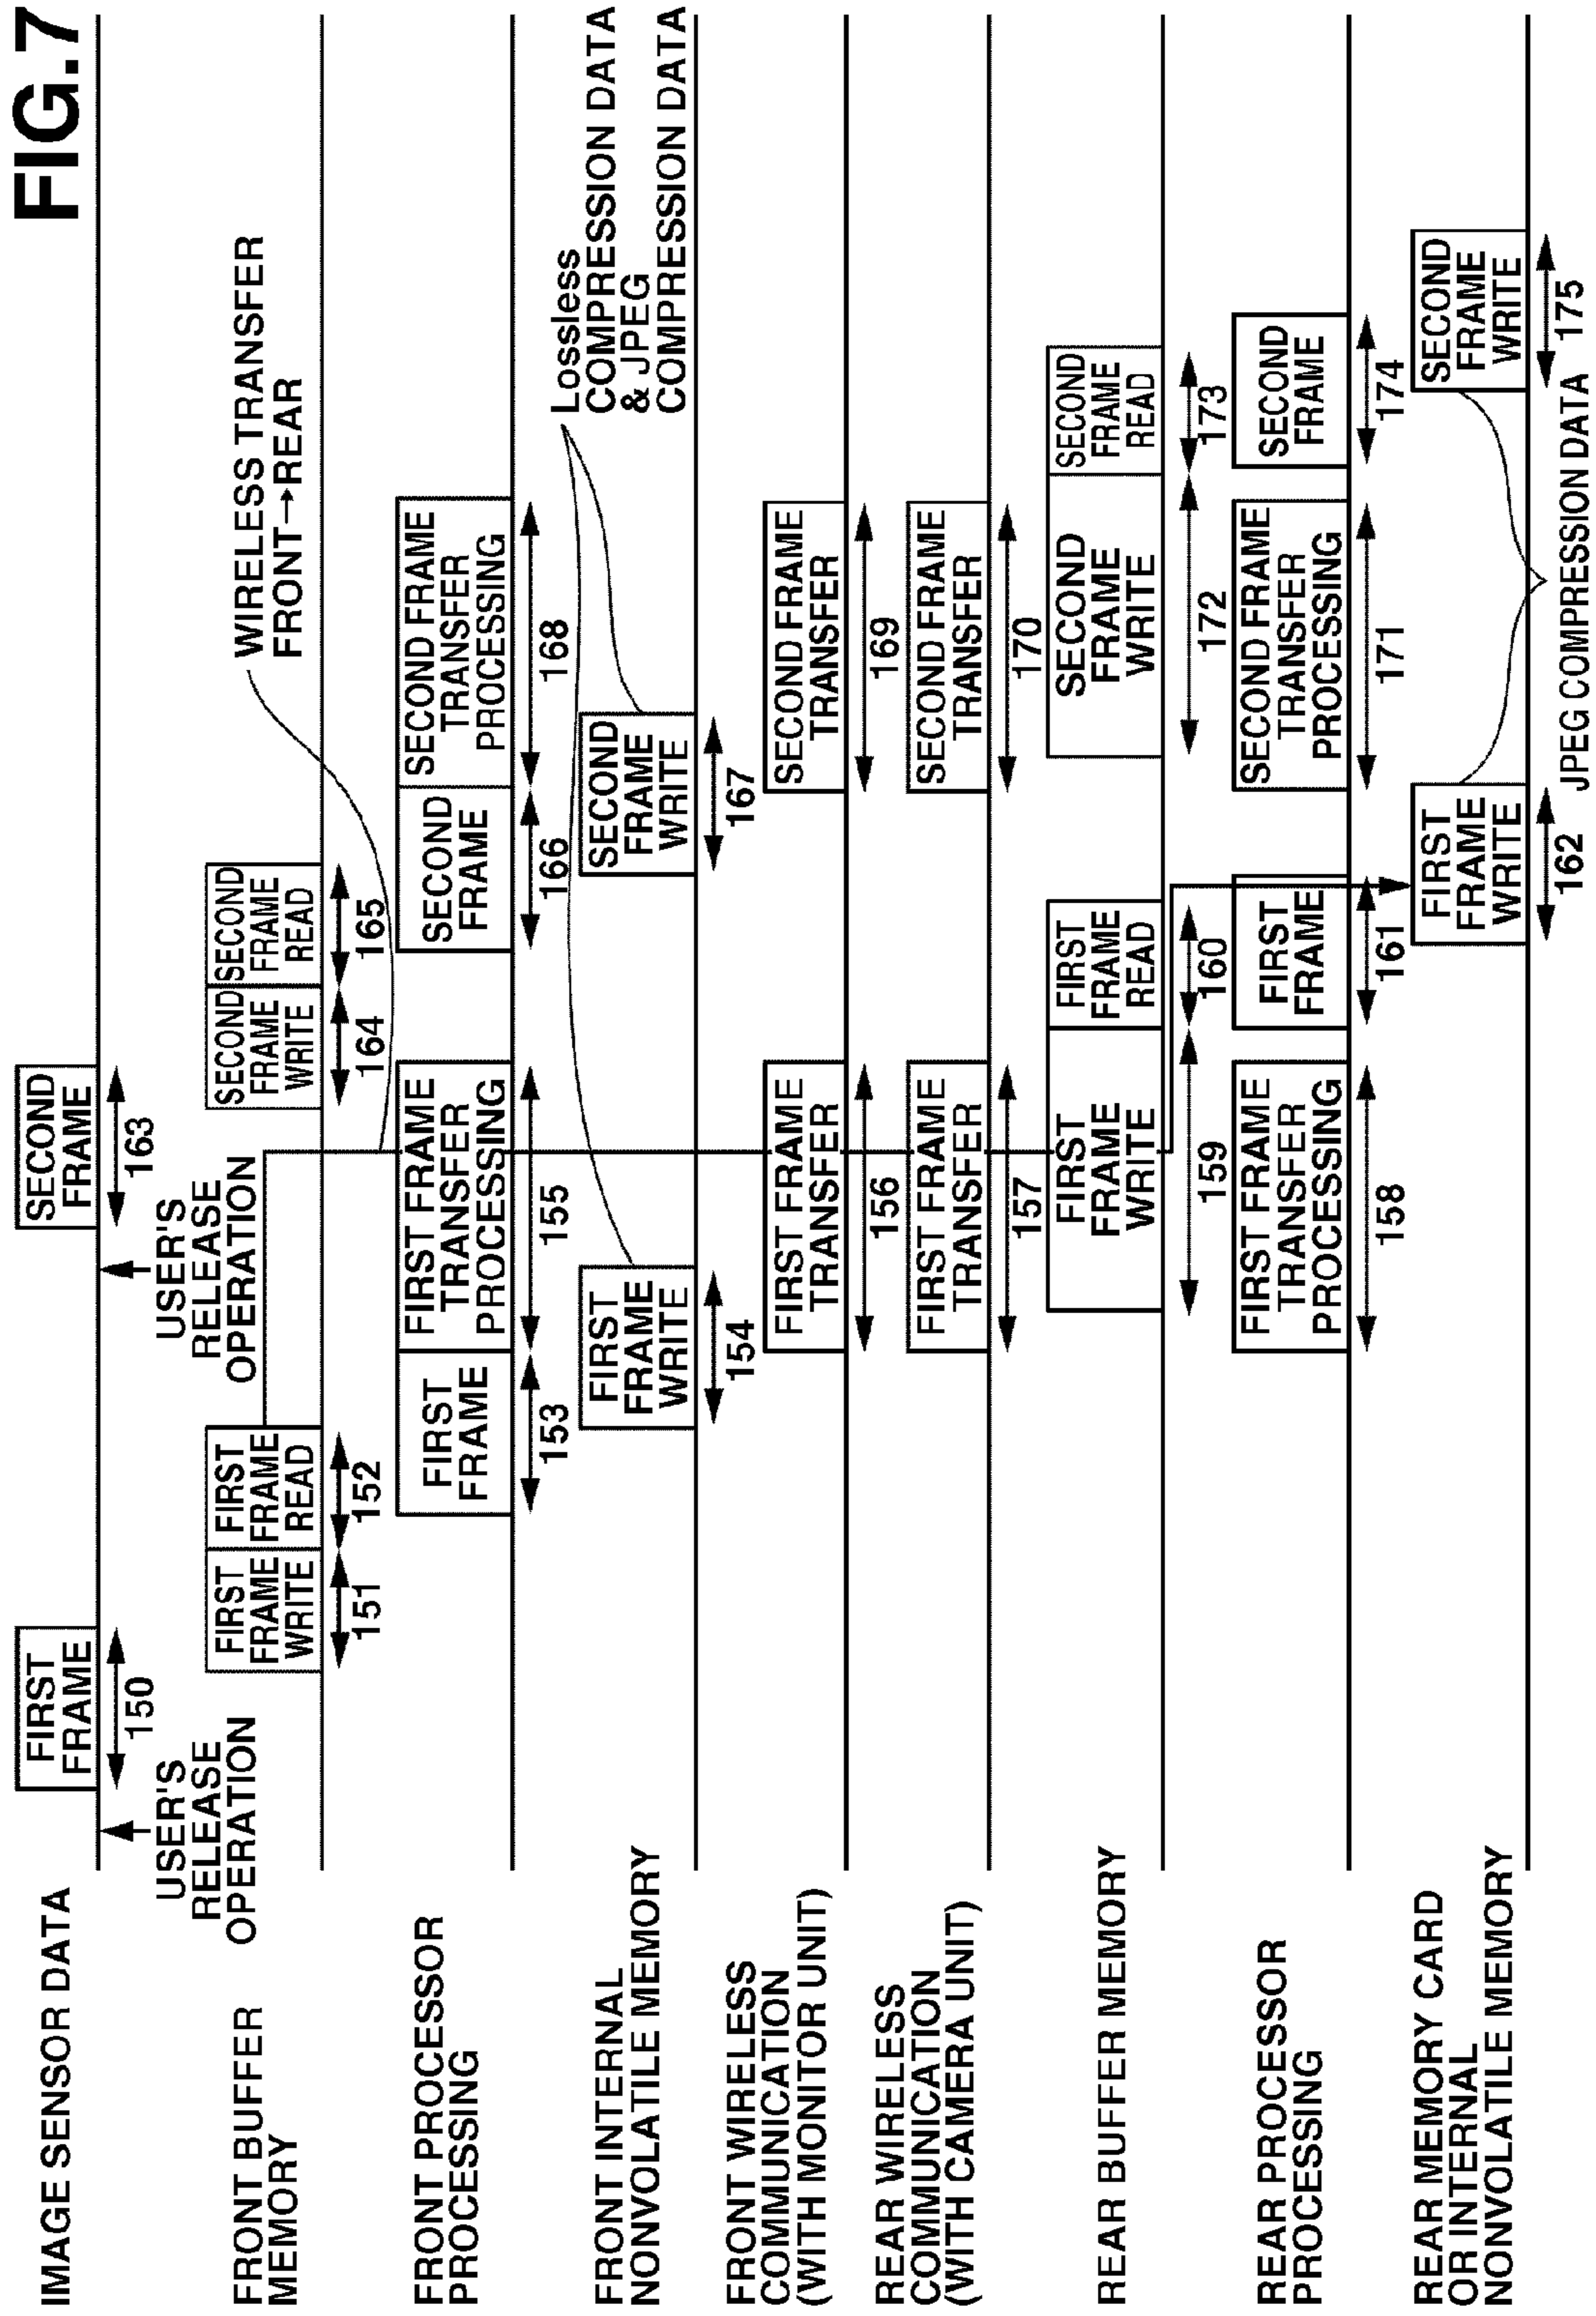 FIG.7
IMAGE SENSOR DATA
FIRST
FRAME
150
SECOND
FRAME
163
USER'S
RELEASE
OPERATION
USER'S
RELEASE
OPERATION
FRONT BUFFER
MEMORY
FIRST
FRAME
WRITE
151
FIRST
FRAME
READ
152
SECOND
FRAME
WRITE
164
SECOND
FRAME
READ
165
WIRELESS TRANSFER
FRONT→REAR
FRONT PROCESSOR
PROCESSING
FIRST
FRAME
153
FIRST FRAME
TRANSFER
PROCESSING
155
SECOND
FRAME
166
SECOND FRAME
TRANSFER
PROCESSING
168
FRONT INTERNAL
NONVOLATILE MEMORY
FIRST
FRAME
WRITE
154
SECOND
FRAME
WRITE
167
Lossless
COMPRESSION DATA
& JPEG
COMPRESSION DATA
FRONT WIRELESS
COMMUNICATION
(WITH MONITOR UNIT)
FIRST FRAME
TRANSFER
156
SECOND FRAME
TRANSFER
169
REAR WIRELESS
COMMUNICATION
(WITH CAMERA UNIT)
FIRST FRAME
TRANSFER
157
SECOND FRAME
TRANSFER
170
REAR BUFFER MEMORY
FIRST
FRAME
WRITE
159
FIRST
FRAME
READ
160
SECOND
FRAME
WRITE
172
SECOND
FRAME
READ
173
REAR PROCESSOR
PROCESSING
FIRST FRAME
TRANSFER
PROCESSING
158
FIRST
FRAME
161
SECOND FRAME
TRANSFER
PROCESSING
171
SECOND
FRAME
174
REAR MEMORY CARD
OR INTERNAL
NONVOLATILE MEMORY
FIRST
FRAME
WRITE
162
SECOND
FRAME
WRITE
175
JPEG COMPRESSION DATA